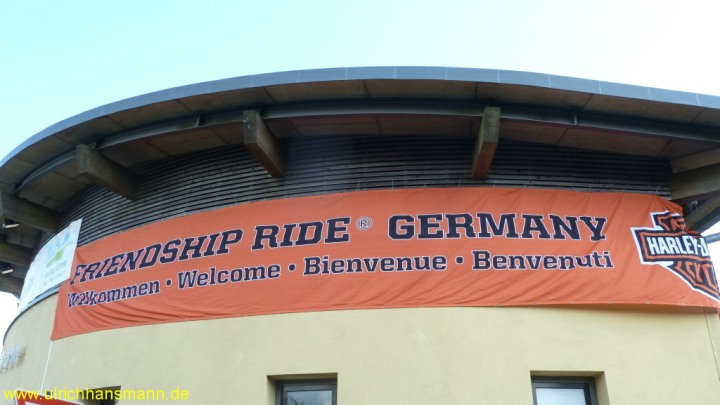 FRIENDSHIP RIDE® GERMANY
Willkommen • Welcome • Bienvenue • Benvenuti
HARLEY-
www.ulrichhansmann.de